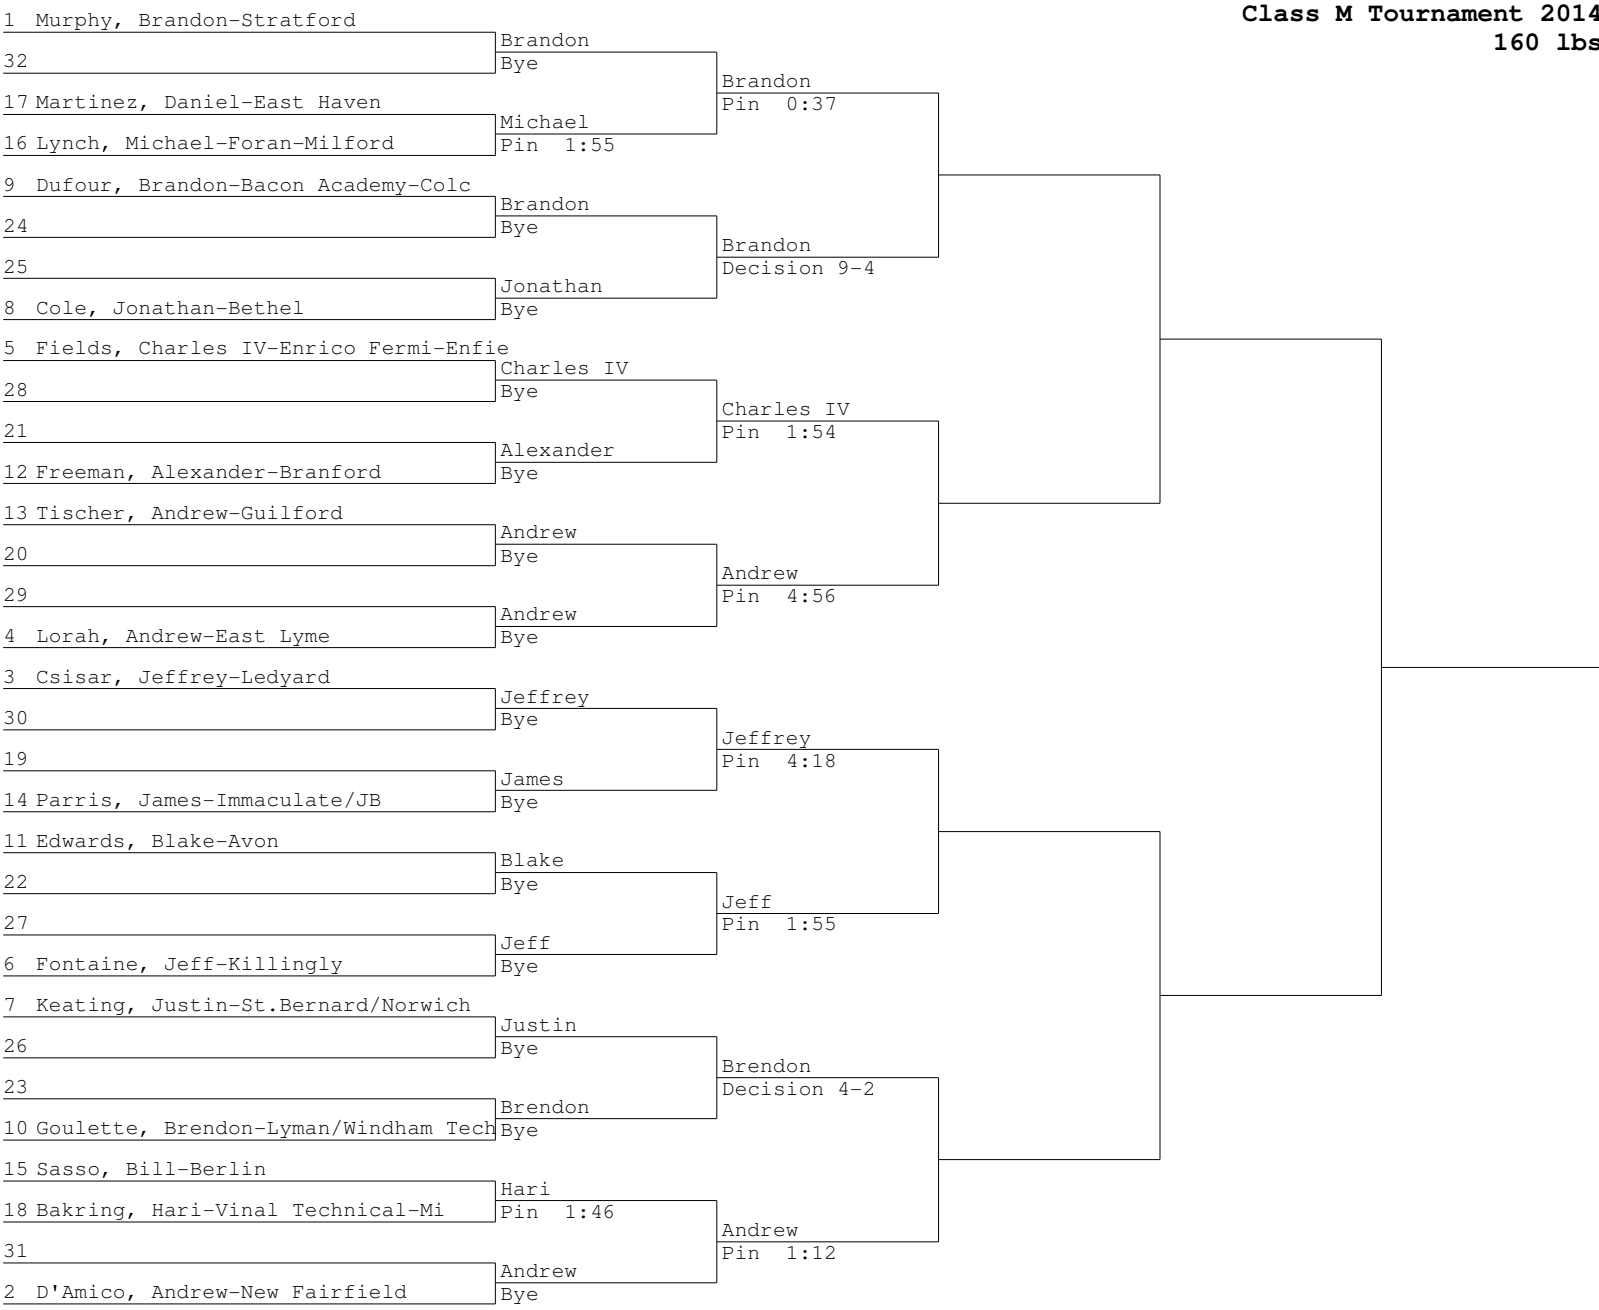 Class M Tournament 2014
160 lbs
1 Murphy, Brandon-Stratford
32
17 Martinez, Daniel-East Haven
16 Lynch, Michael-Foran-Milford
9 Dufour, Brandon-Bacon Academy-Colc
24
25
8 Cole, Jonathan-Bethel
5 Fields, Charles IV-Enrico Fermi-Enfie
28
21
12 Freeman, Alexander-Branford
13 Tischer, Andrew-Guilford
20
29
4 Lorah, Andrew-East Lyme
3 Csisar, Jeffrey-Ledyard
30
19
14 Parris, James-Immaculate/JB
11 Edwards, Blake-Avon
22
27
6 Fontaine, Jeff-Killingly
7 Keating, Justin-St.Bernard/Norwich
26
23
10 Goulette, Brendon-Lyman/Windham Tech
15 Sasso, Bill-Berlin
18 Bakring, Hari-Vinal Technical-Mi
31
2 D'Amico, Andrew-New Fairfield
Brandon
Bye
Michael
Pin 1:55
Brandon
Bye
Jonathan
Bye
Charles IV
Bye
Alexander
Bye
Andrew
Bye
Andrew
Bye
Jeffrey
Bye
James
Bye
Blake
Bye
Jeff
Bye
Justin
Bye
Brendon
Bye
Hari
Pin 1:46
Andrew
Bye
Brandon
Pin 0:37
Brandon
Decision 9-4
Charles IV
Pin 1:54
Andrew
Pin 4:56
Jeffrey
Pin 4:18
Jeff
Pin 1:55
Brendon
Decision 4-2
Andrew
Pin 1:12